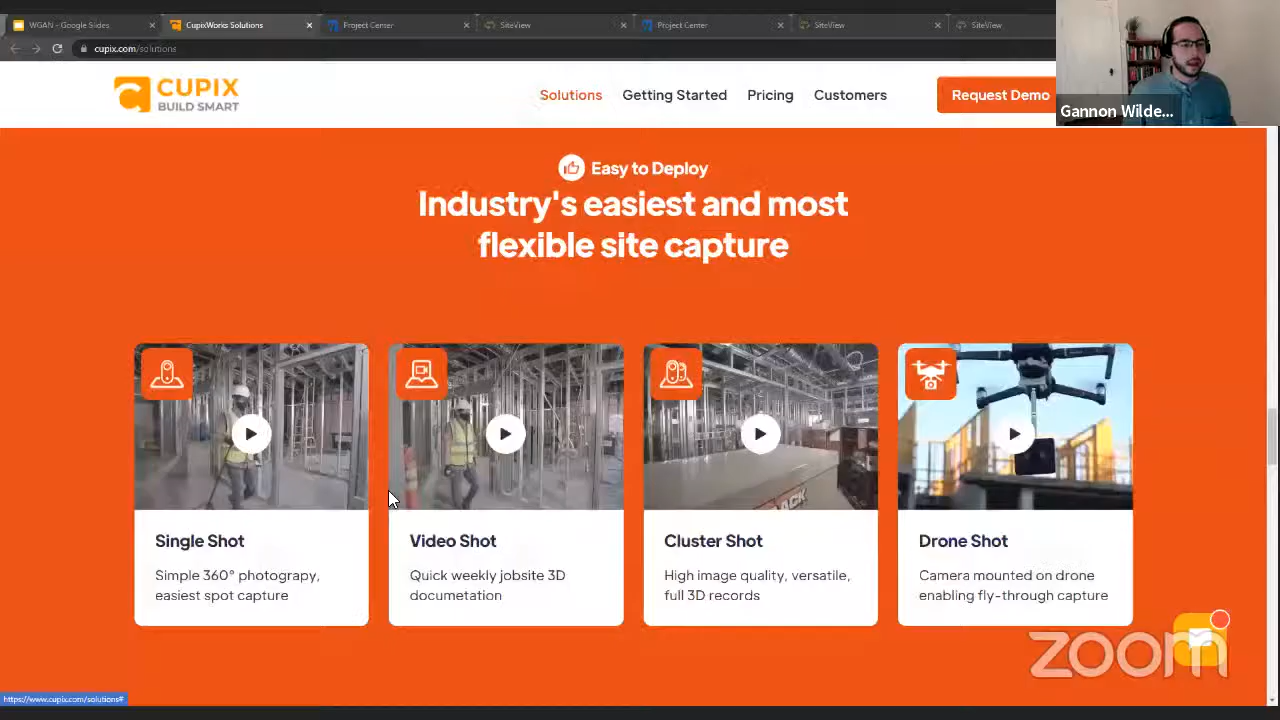 WGAN - Google Slides
CupixWorks Solutions
Project Center
SiteView
Project Center
SiteView
SiteView
cupix.com/solutions
CUPIX
BUILD SMART
Solutions
Getting Started
Pricing
Customers
Request Demo
Gannon Wilde...
Easy to Deploy
Industry's easiest and most
flexible site capture
Single Shot
Simple 360° photograpy,
easiest spot capture
Video Shot
Quick weekly jobsite 3D
documetation
ACK
Cluster Shot
High image quality, versatile,
full 3D records
Drone Shot
Camera mounted on drone
enabling fly-through capture
zoom
https://www.cupix.com/solutions#